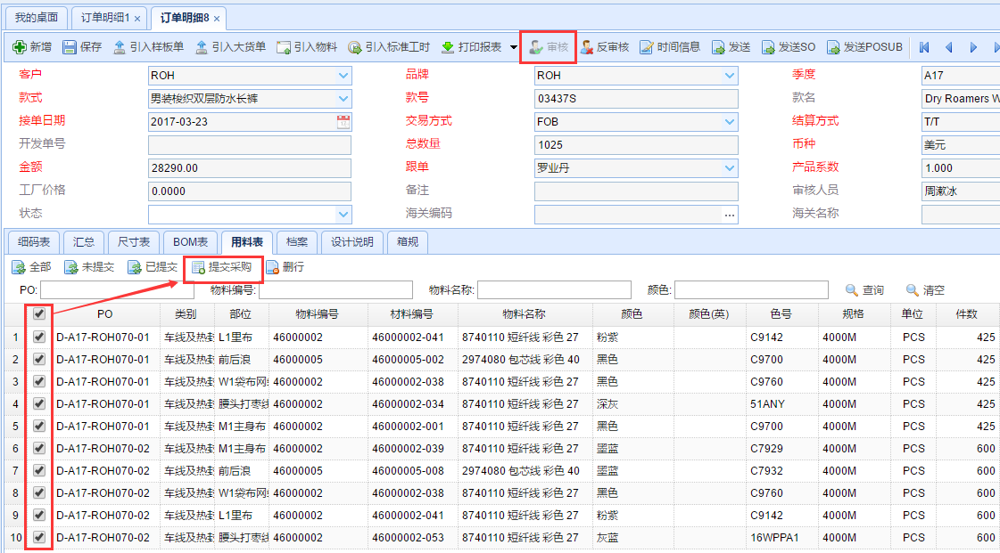 我的桌面 订单明细1 × 订单明细8 ×
新增 保存 引入样板单 引入大货单 引入物料 引入标准工时 打印报表 审核 反审核 时间信息 发送 发送SO 发送POSUB
客户 ROH 品牌 ROH 季度 A17
款式 男装梭织双层防水长裤 款号 03437S 款名 Dry Roamers W
接单日期 2017-03-23 交易方式 FOB 结算方式 T/T
开发单号 总数量 1025 币种 美元
金额 28290.00 跟单 罗业丹 产品系数 1.000
工厂价格 0.0000 备注 审核人员 周漱冰
状态 海关编码 ... 海关名称
细码表 汇总 尺寸表 BOM表 用料表 档案 设计说明 箱规
全部 未提交 已提交 提交采购 删行
PO: 物料编号: 物料名称: 颜色: 查询 清空
PO 类别 部位 物料编号 材料编号 物料名称 颜色 颜色(英) 色号 规格 单位 件数
1 D-A17-ROH070-01 车线及热封 L1里布 46000002 46000002-041 8740110 短纤线 彩色 27 粉紫 C9142 4000M PCS 425
2 D-A17-ROH070-01 车线及热封 前后浪 46000005 46000005-002 2974080 包芯线 彩色 40 黑色 C9700 4000M PCS 425
3 D-A17-ROH070-01 车线及热封 W1袋布网 46000002 46000002-038 8740110 短纤线 彩色 27 黑色 C9760 4000M PCS 425
4 D-A17-ROH070-01 车线及热封 腰头打枣线 46000002 46000002-034 8740110 短纤线 彩色 27 深灰 51ANY 4000M PCS 425
5 D-A17-ROH070-01 车线及热封 M1主身布 46000002 46000002-001 8740110 短纤线 彩色 27 黑色 C9700 4000M PCS 425
6 D-A17-ROH070-02 车线及热封 M1主身布 46000002 46000002-039 8740110 短纤线 彩色 27 墨蓝 C7929 4000M PCS 600
7 D-A17-ROH070-02 车线及热封 前后浪 46000005 46000005-008 2974080 包芯线 彩色 40 墨蓝 C7932 4000M PCS 600
8 D-A17-ROH070-02 车线及热封 W1袋布网 46000002 46000002-038 8740110 短纤线 彩色 27 黑色 C9760 4000M PCS 600
9 D-A17-ROH070-02 车线及热封 L1里布 46000002 46000002-041 8740110 短纤线 彩色 27 粉紫 C9142 4000M PCS 600
10 D-A17-ROH070-02 车线及热封 腰头打枣线 46000002 46000002-053 8740110 短纤线 彩色 27 灰蓝 16WPPA1 4000M PCS 600